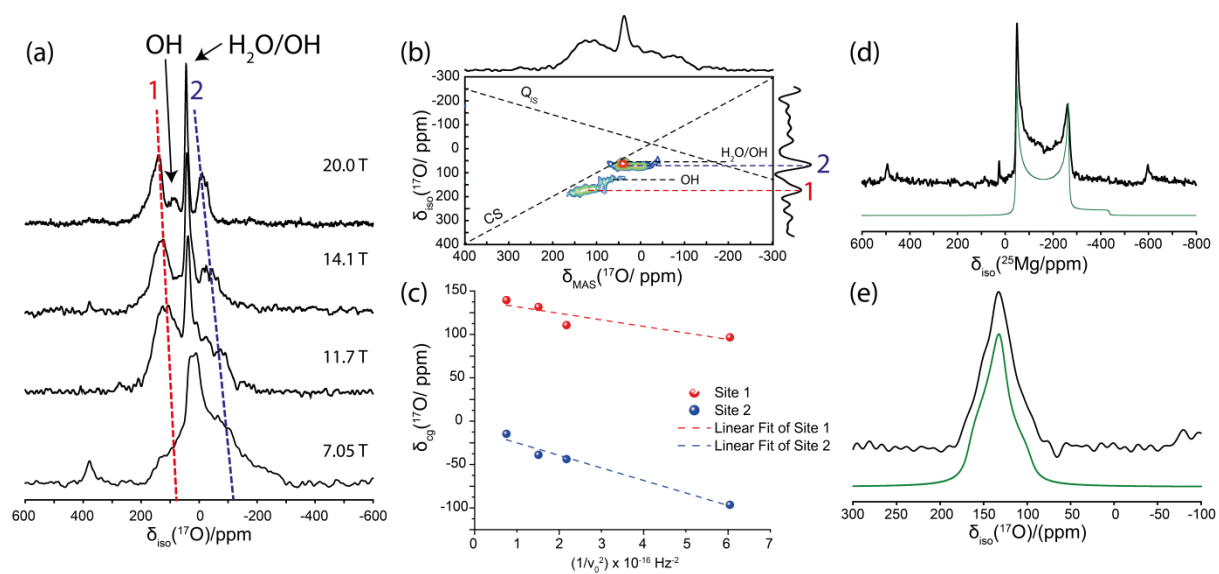 (a)
OH
H₂O/OH
1
2
20.0 T
14.1 T
11.7 T
7.05 T
600 400 200 0 -200 -400 -600
δiso(¹⁷O)/ppm
(b)
-300
-200
-100
0
100
200
300
400
δiso(¹⁷O/ ppm)
QIS
CS
H₂O/OH
OH
2
1
400 300 200 100 0 -100 -200 -300
δMAS(¹⁷O/ ppm)
(c)
150
100
50
0
-50
-100
δcg(¹⁷O/ ppm)
Site 1
Site 2
Linear Fit of Site 1
Linear Fit of Site 2
0 1 2 3 4 5 6 7
(1/ν₀²) x 10⁻¹⁶ Hz⁻²
(d)
600 400 200 0 -200 -400 -600 -800
δiso(²⁵Mg/ppm)
(e)
300 250 200 150 100 50 0 -50 -100
δiso(¹⁷O)/(ppm)